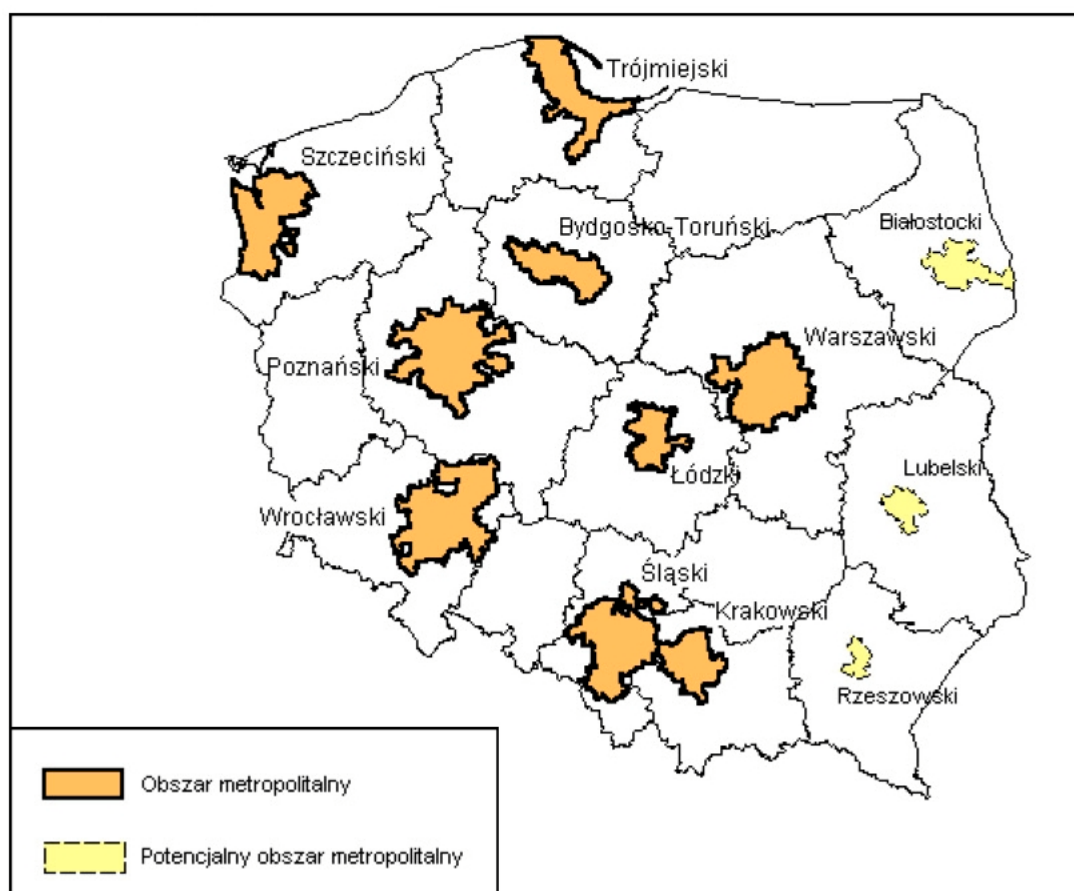 Trójmiejski
Szczeciński
Bydgosko-Toruński
Białostocki
Warszawski
Poznański
Łódzki
Lubelski
Wrocławski
Śląski
Krakowski
Rzeszowski
Obszar metropolitalny
Potencjalny obszar metropolitalny